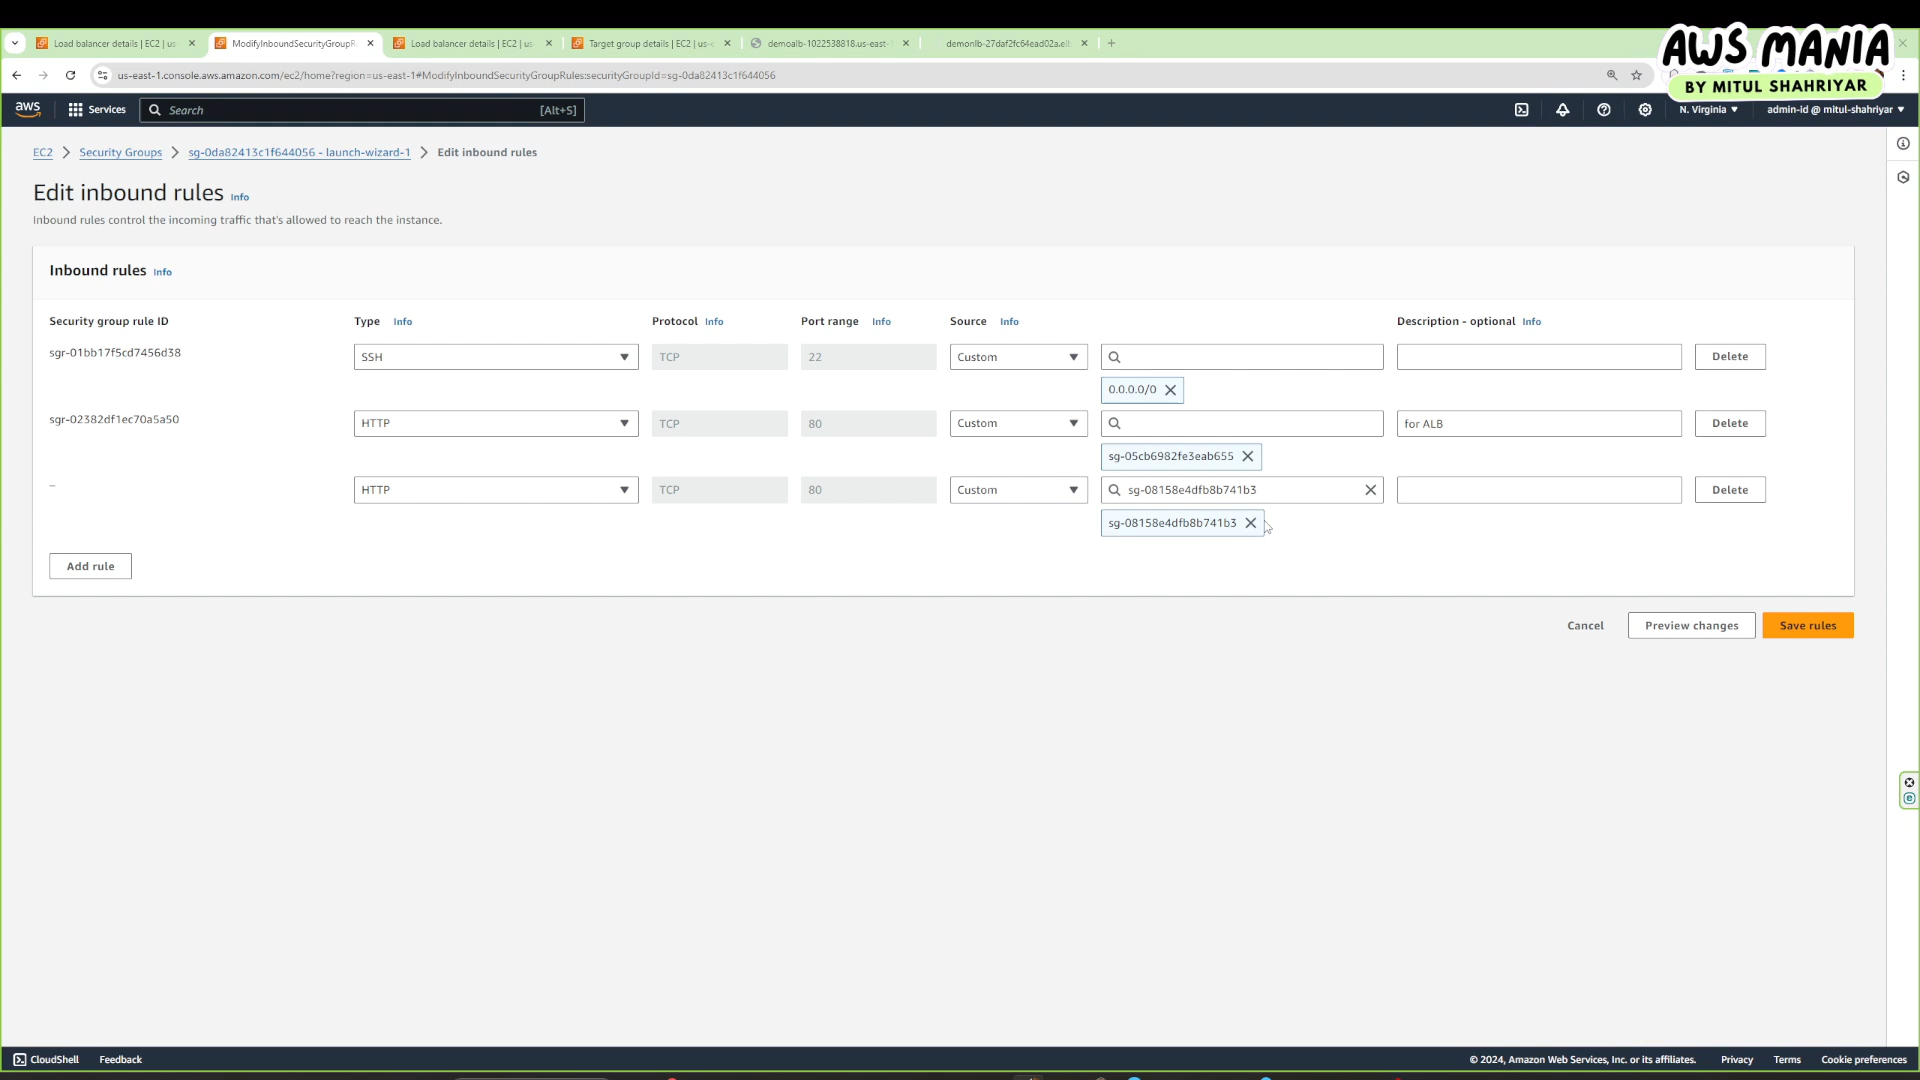 AWS MANIA
BY MITUL SHAHRIYAR
Load balancer details | EC2 | us-
ModifyInboundSecurityGroupR
Load balancer details | EC2 | us-
Target group details | EC2 | us-
demoalb-1022538818.us-east-
demonlb-27daf2fc64ead02a.elb
us-east-1.console.aws.amazon.com/ec2/home?region=us-east-1#ModifyInboundSecurityGroupRules:securityGroupId=sg-0da82413c1f644056
aws
Services
Search
[Alt+S]
N. Virginia
admin-id @ mitul-shahriyar
EC2
Security Groups
sg-0da82413c1f644056 - launch-wizard-1
Edit inbound rules
Edit inbound rules Info
Inbound rules control the incoming traffic that's allowed to reach the instance.
Inbound rules Info
Security group rule ID
Type Info
Protocol Info
Port range Info
Source Info
Description - optional Info
sgr-01bb17f5cd7456d38
SSH
TCP
22
Custom
Delete
0.0.0.0/0
sgr-02382df1ec70a5a50
HTTP
TCP
80
Custom
for ALB
Delete
sg-05cb6982fe3eab655
–
HTTP
TCP
80
Custom
sg-08158e4dfb8b741b3
Delete
sg-08158e4dfb8b741b3
Add rule
Cancel
Preview changes
Save rules
CloudShell
Feedback
© 2024, Amazon Web Services, Inc. or its affiliates.
Privacy
Terms
Cookie preferences